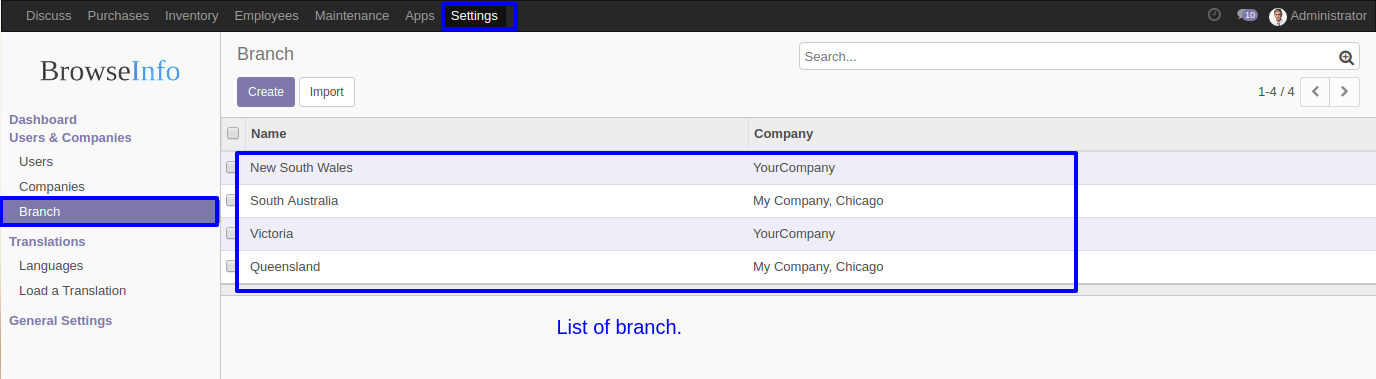 Discuss Purchases Inventory Employees Maintenance Apps Settings 10 Administrator
BrowseInfo
Dashboard
Users & Companies
Users
Companies
Branch
Translations
Languages
Load a Translation
General Settings
Branch
Search...
Create Import
1-4 / 4
Name Company
New South Wales YourCompany
South Australia My Company, Chicago
Victoria YourCompany
Queensland My Company, Chicago
List of branch.